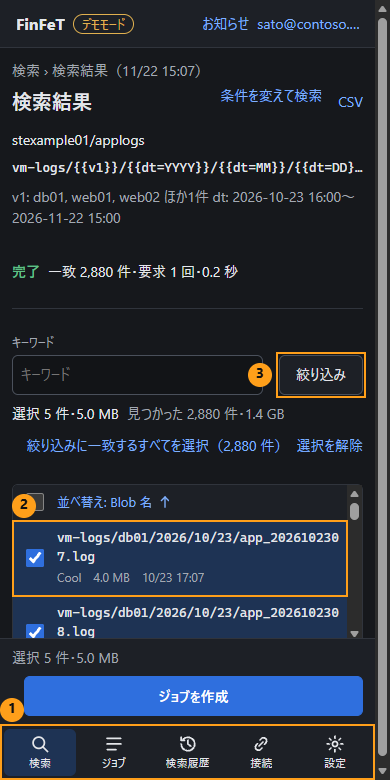 FinFeT デモモード お知らせ sato@contoso....
検索 › 検索結果（11/22 15:07）
検索結果 条件を変えて検索 CSV
stexample01/applogs
vm-logs/{{v1}}/{{dt=YYYY}}/{{dt=MM}}/{{dt=DD}...
v1: db01, web01, web02 ほか1件 dt: 2026-10-23 16:00～
2026-11-22 15:00
完了 一致 2,880 件・要求 1 回・0.2 秒
キーワード
キーワード 3 絞り込み
選択 5 件・5.0 MB 見つかった 2,880 件・1.4 GB
絞り込みに一致するすべてを選択（2,880 件） 選択を解除
2 並べ替え: Blob 名 ↑
vm-logs/db01/2026/10/23/app_202610230
7.log
Cool 4.0 MB 10/23 17:07
vm-logs/db01/2026/10/23/app_202610230
8.log
選択 5 件・5.0 MB
ジョブを作成
1
検索 ジョブ 検索履歴 接続 設定